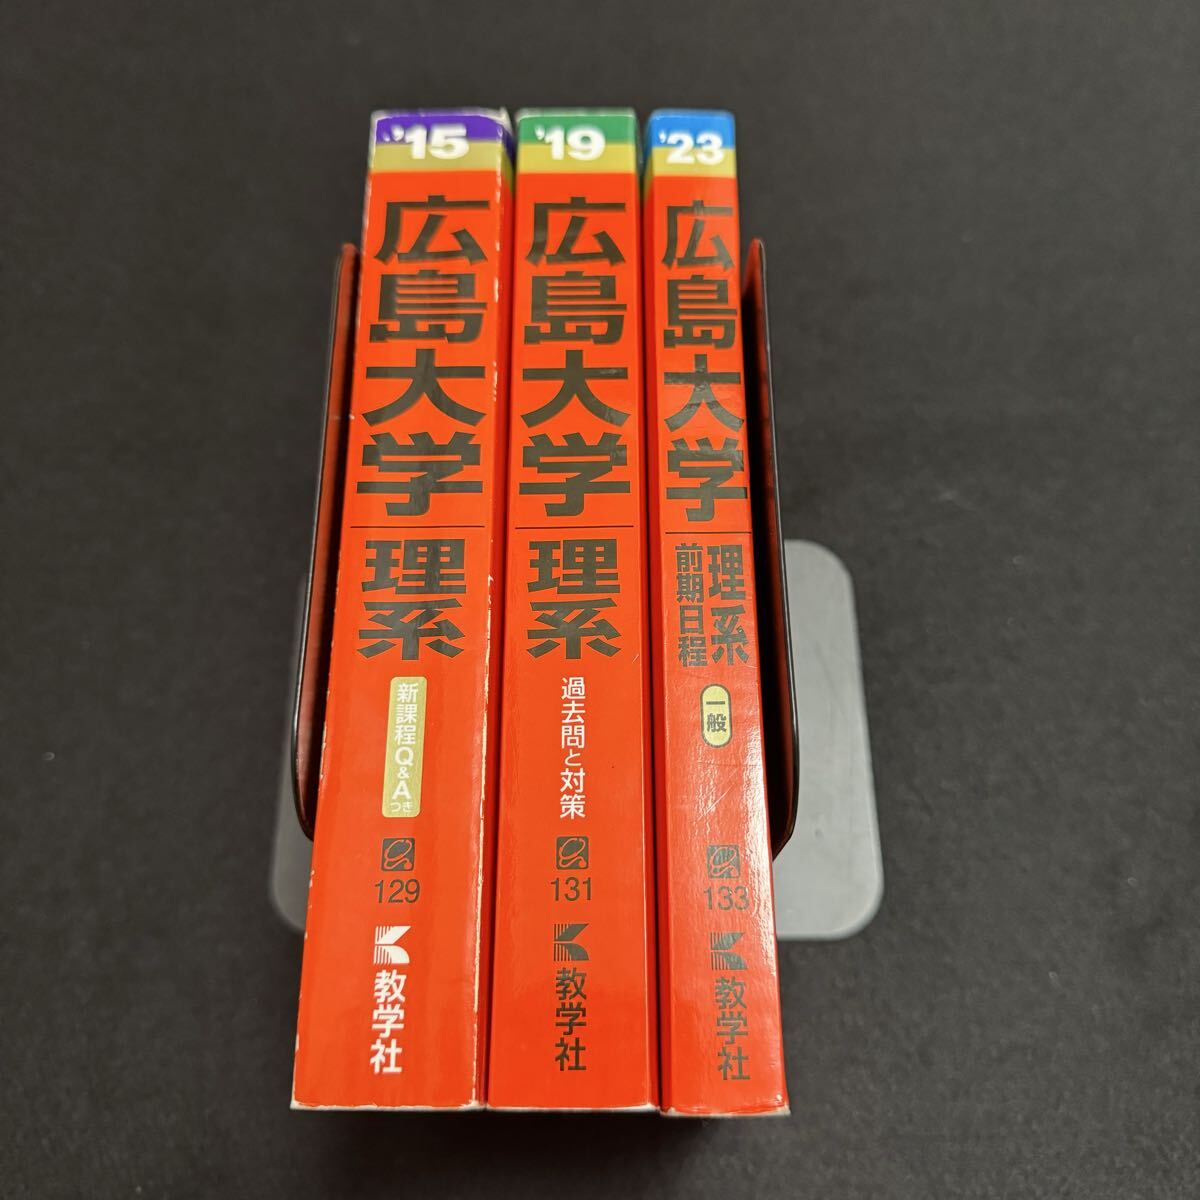 '15
広島大学
理系
新課程Q&Aつき
129
教学社
'19
広島大学
理系
過去問と対策
131
教学社
'23
広島大学
理系
前期日程
一般
133
教学社